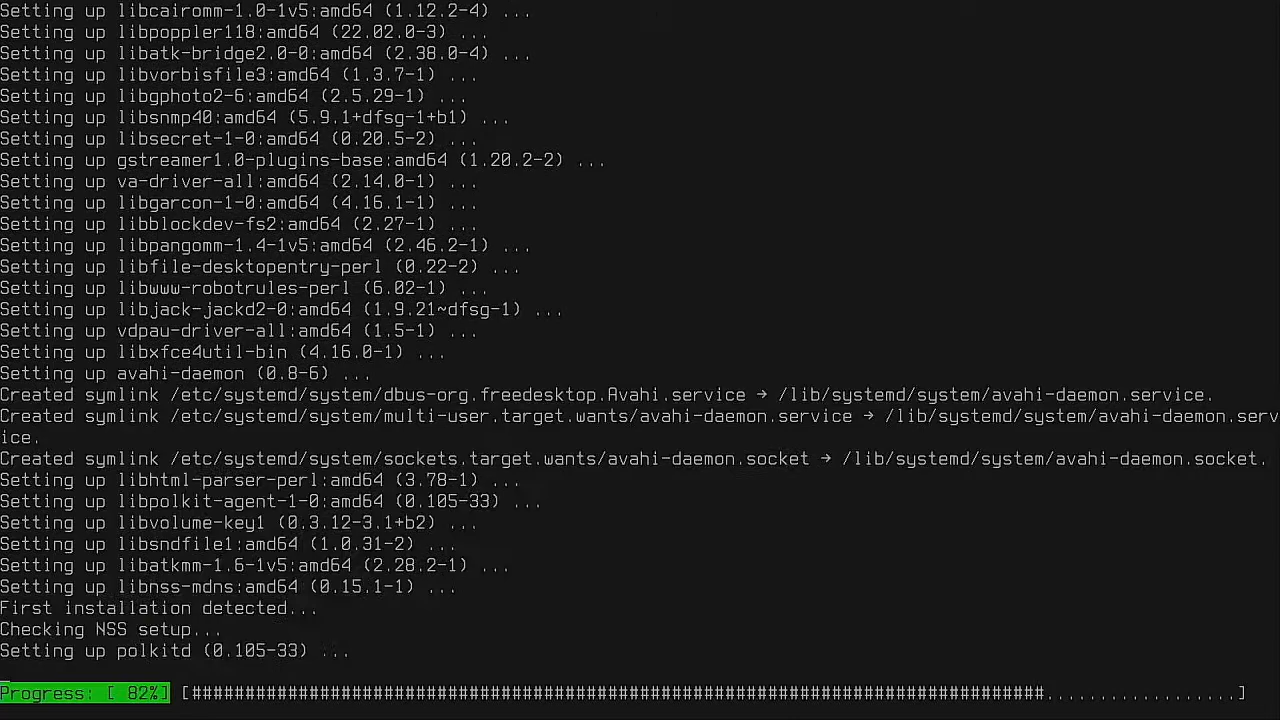 Setting up libcairomm-1.0-1v5:amd64 (1.12.2-4) ...
Setting up libpoppler118:amd64 (22.02.0-3) ...
Setting up libatk-bridge2.0-0:amd64 (2.38.0-4) ...
Setting up libvorbisfile3:amd64 (1.3.7-1) ...
Setting up libgphoto2-6:amd64 (2.5.29-1) ...
Setting up libsnmp40:amd64 (5.9.1+dfsg-1+b1) ...
Setting up libsecret-1-0:amd64 (0.20.5-2) ...
Setting up gstreamer1.0-plugins-base:amd64 (1.20.2-2) ...
Setting up va-driver-all:amd64 (2.14.0-1) ...
Setting up libgarcon-1-0:amd64 (4.16.1-1) ...
Setting up libblockdev-fs2:amd64 (2.27-1) ...
Setting up libpangomm-1.4-1v5:amd64 (2.46.2-1) ...
Setting up libfile-desktopentry-perl (0.22-2) ...
Setting up libwww-robotrules-perl (6.02-1) ...
Setting up libjack-jackd2-0:amd64 (1.9.21~dfsg-1) ...
Setting up vdpau-driver-all:amd64 (1.5-1) ...
Setting up libxfce4util-bin (4.16.0-1) ...
Setting up avahi-daemon (0.8-6) ...
Created symlink /etc/systemd/system/dbus-org.freedesktop.Avahi.service → /lib/systemd/system/avahi-daemon.service.
Created symlink /etc/systemd/system/multi-user.target.wants/avahi-daemon.service → /lib/systemd/system/avahi-daemon.serv
ice.
Created symlink /etc/systemd/system/sockets.target.wants/avahi-daemon.socket → /lib/systemd/system/avahi-daemon.socket.
Setting up libhtml-parser-perl:amd64 (3.78-1) ...
Setting up libpolkit-agent-1-0:amd64 (0.105-33) ...
Setting up libvolume-key1 (0.3.12-3.1+b2) ...
Setting up libsndfile1:amd64 (1.0.31-2) ...
Setting up libatkmm-1.6-1v5:amd64 (2.28.2-1) ...
Setting up libnss-mdns:amd64 (0.15.1-1) ...
First installation detected...
Checking NSS setup...
Setting up polkitd (0.105-33) ...
Progress: [ 82%] [################################################################################..................]